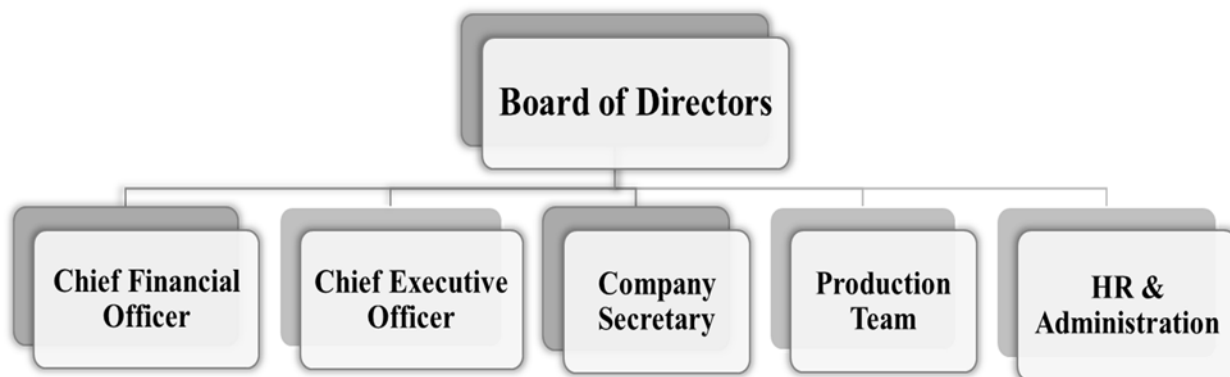 Board of Directors
Chief Financial
Officer
Chief Executive
Officer
Company
Secretary
Production
Team
HR &
Administration